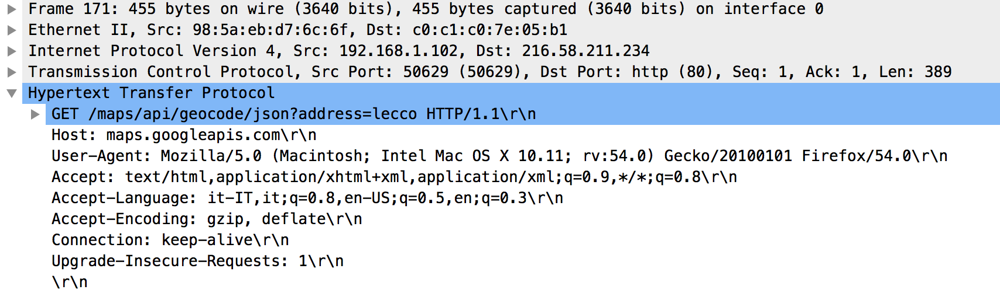 Frame 171: 455 bytes on wire (3640 bits), 455 bytes captured (3640 bits) on interface 0
Ethernet II, Src: 98:5a:eb:d7:6c:6f, Dst: c0:c1:c0:7e:05:b1
Internet Protocol Version 4, Src: 192.168.1.102, Dst: 216.58.211.234
Transmission Control Protocol, Src Port: 50629 (50629), Dst Port: http (80), Seq: 1, Ack: 1, Len: 389
Hypertext Transfer Protocol
GET /maps/api/geocode/json?address=lecco HTTP/1.1\r\n
Host: maps.googleapis.com\r\n
User-Agent: Mozilla/5.0 (Macintosh; Intel Mac OS X 10.11; rv:54.0) Gecko/20100101 Firefox/54.0\r\n
Accept: text/html,application/xhtml+xml,application/xml;q=0.9,*/*;q=0.8\r\n
Accept-Language: it-IT,it;q=0.8,en-US;q=0.5,en;q=0.3\r\n
Accept-Encoding: gzip, deflate\r\n
Connection: keep-alive\r\n
Upgrade-Insecure-Requests: 1\r\n
\r\n